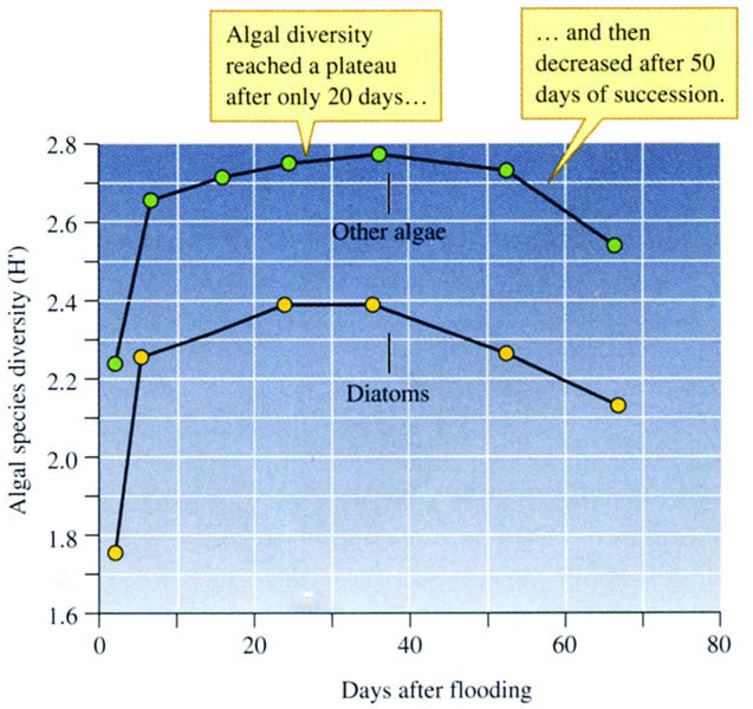 Algal diversity
reached a plateau
after only 20 days…
… and then
decreased after 50
days of succession.
2.8
2.6
2.4
2.2
2.0
1.8
1.6
Algal species diversity (H')
Other algae
Diatoms
0
20
40
60
80
Days after flooding